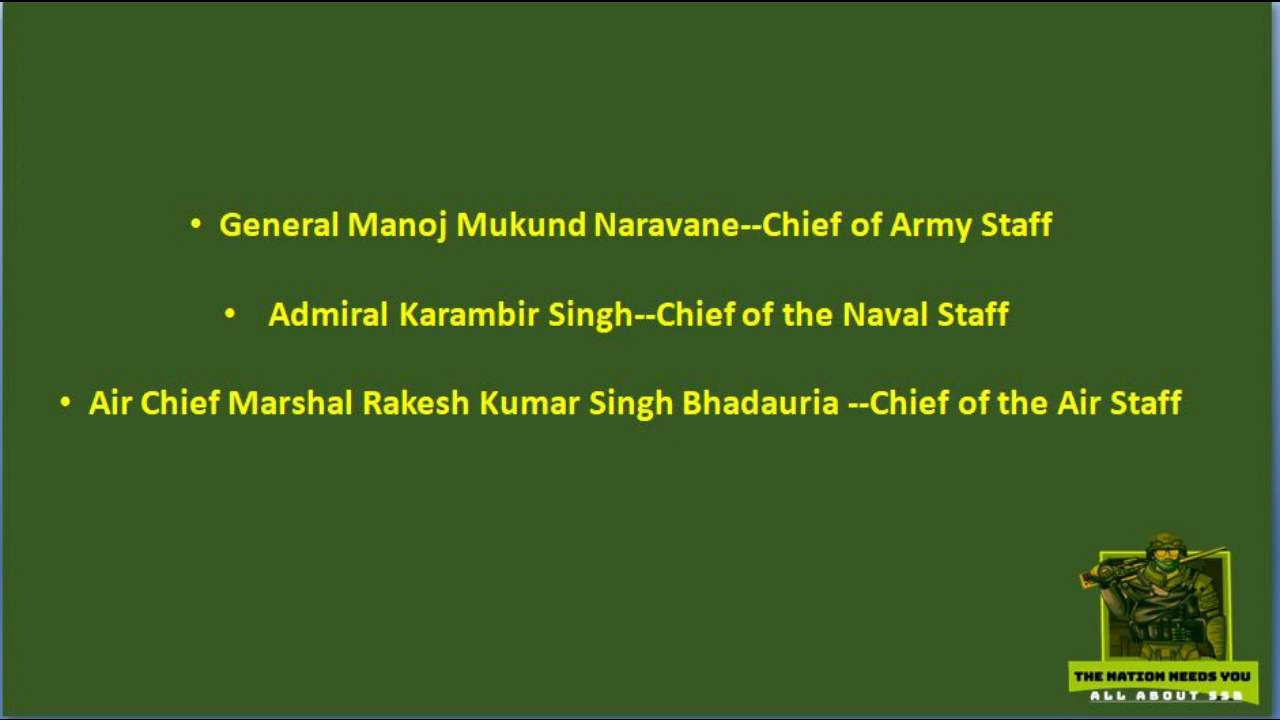 • General Manoj Mukund Naravane--Chief of Army Staff
• Admiral Karambir Singh--Chief of the Naval Staff
• Air Chief Marshal Rakesh Kumar Singh Bhadauria --Chief of the Air Staff
THE NATION NEEDS YOU
ALL ABOUT SSB